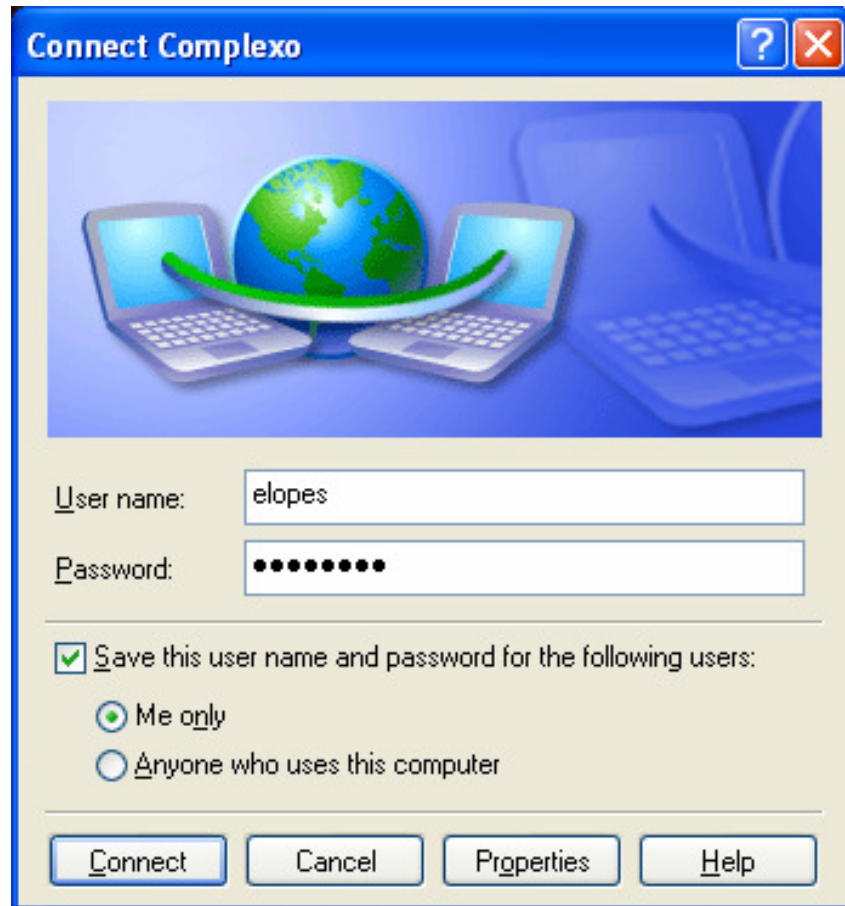 Connect Complexo
User name: elopes
Password: ••••••••
Save this user name and password for the following users:
Me only
Anyone who uses this computer
Connect Cancel Properties Help